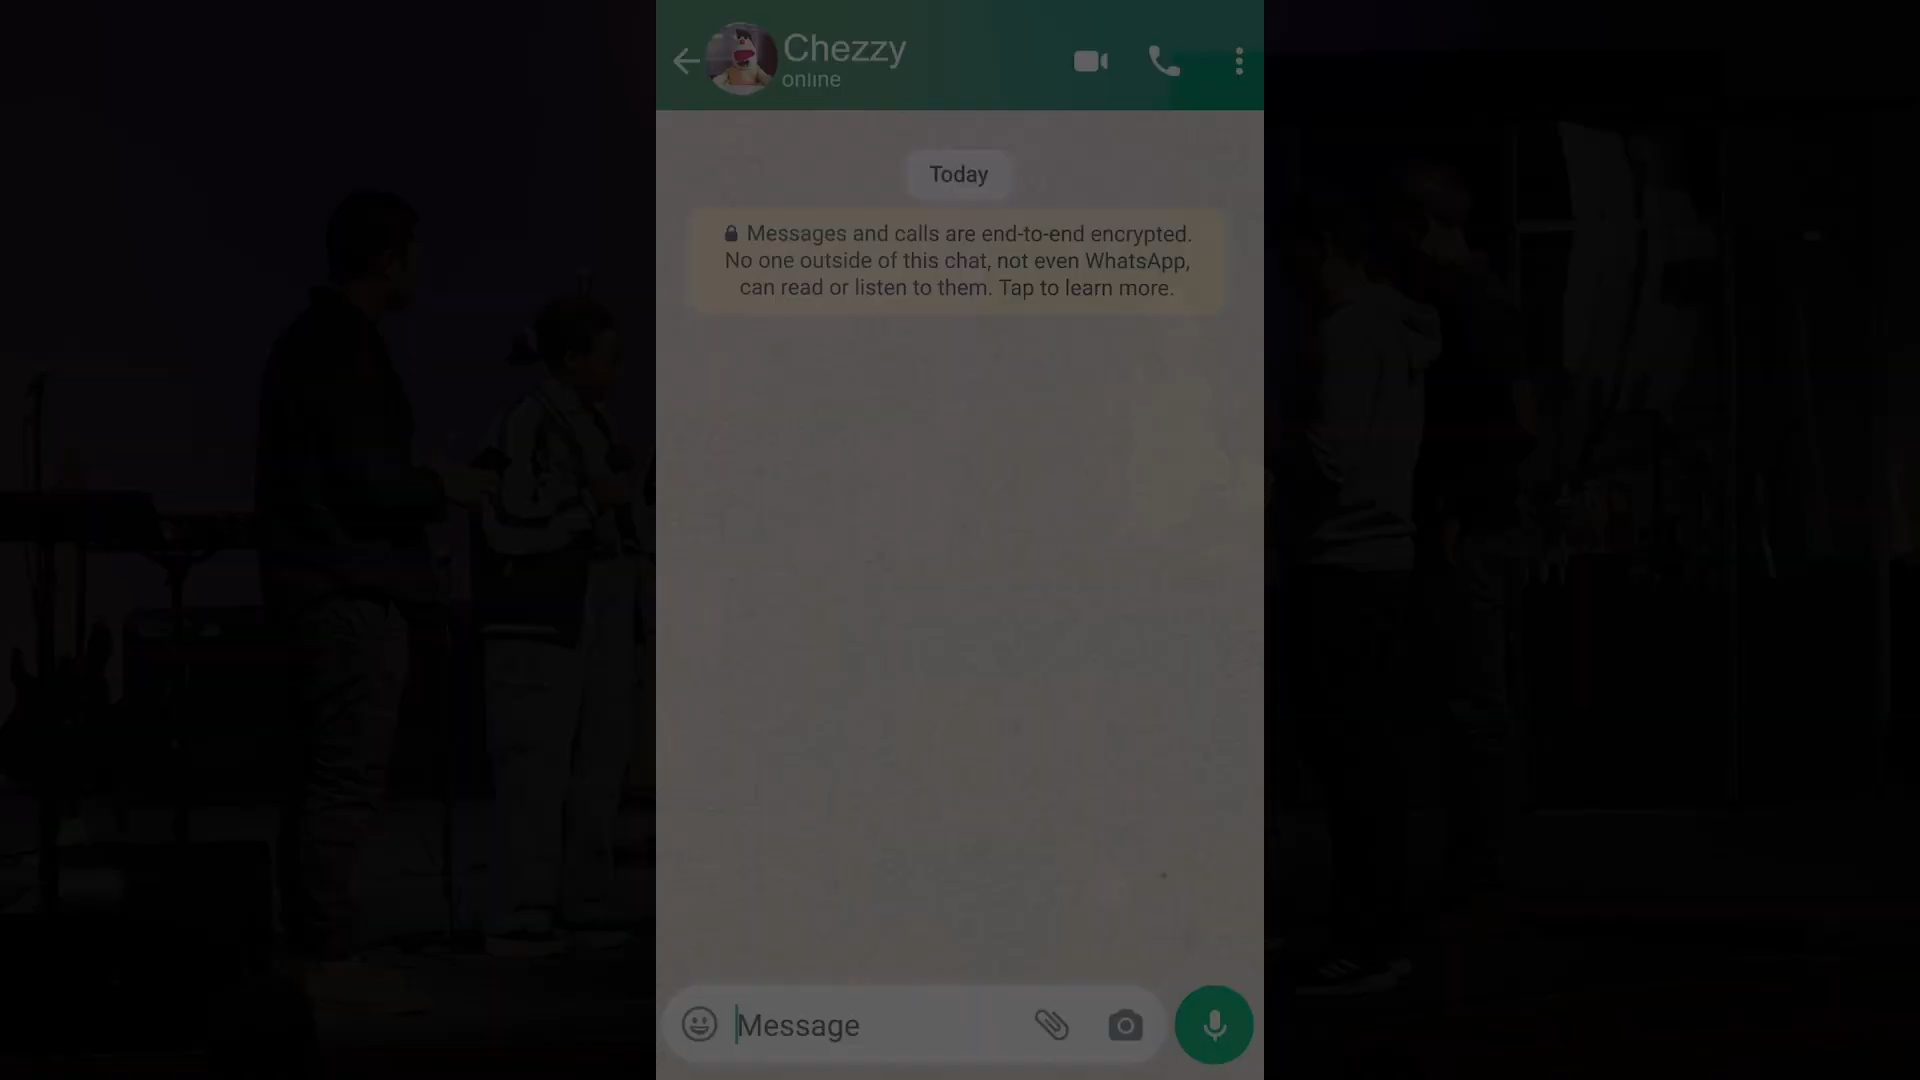 Chezzy
online
Today
Messages and calls are end-to-end encrypted.
No one outside of this chat, not even WhatsApp,
can read or listen to them. Tap to learn more.
Message